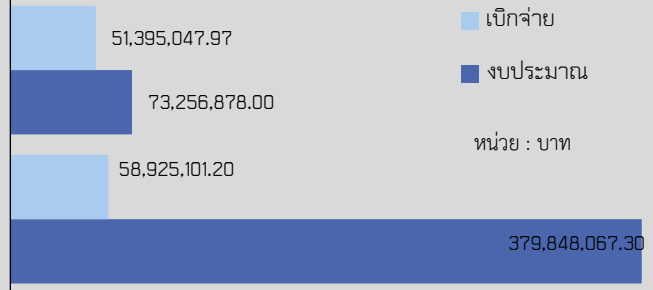 เบิกจ่าย
51,395,047.97
งบประมาณ
73,256,878.00
หน่วย : บาท
58,925,101.20
379,848,067.30